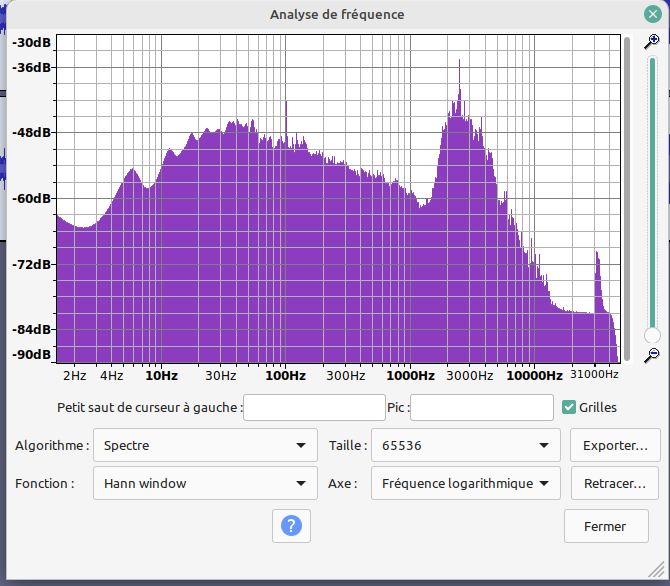 Analyse de fréquence
-30dB
-36dB
-48dB
-60dB
-72dB
-84dB
-90dB
2Hz 4Hz 10Hz 30Hz 100Hz 300Hz 1000Hz 3000Hz 10000Hz 31000Hz
Petit saut de curseur à gauche : Pic : Grilles
Algorithme : Spectre Taille : 65536 Exporter...
Fonction : Hann window Axe : Fréquence logarithmique Retracer...
? Fermer